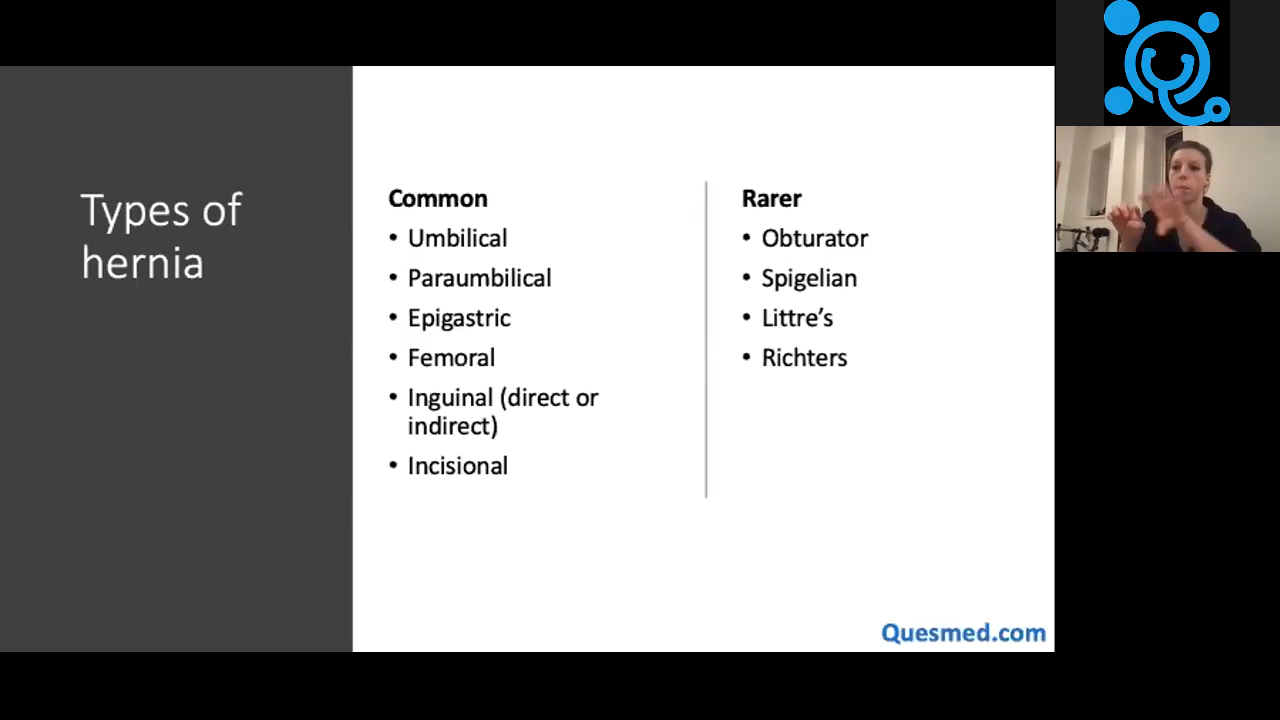 Types of
hernia
Common
• Umbilical
• Paraumbilical
• Epigastric
• Femoral
• Inguinal (direct or
indirect)
• Incisional
Rarer
• Obturator
• Spigelian
• Littre’s
• Richters
Quesmed.com